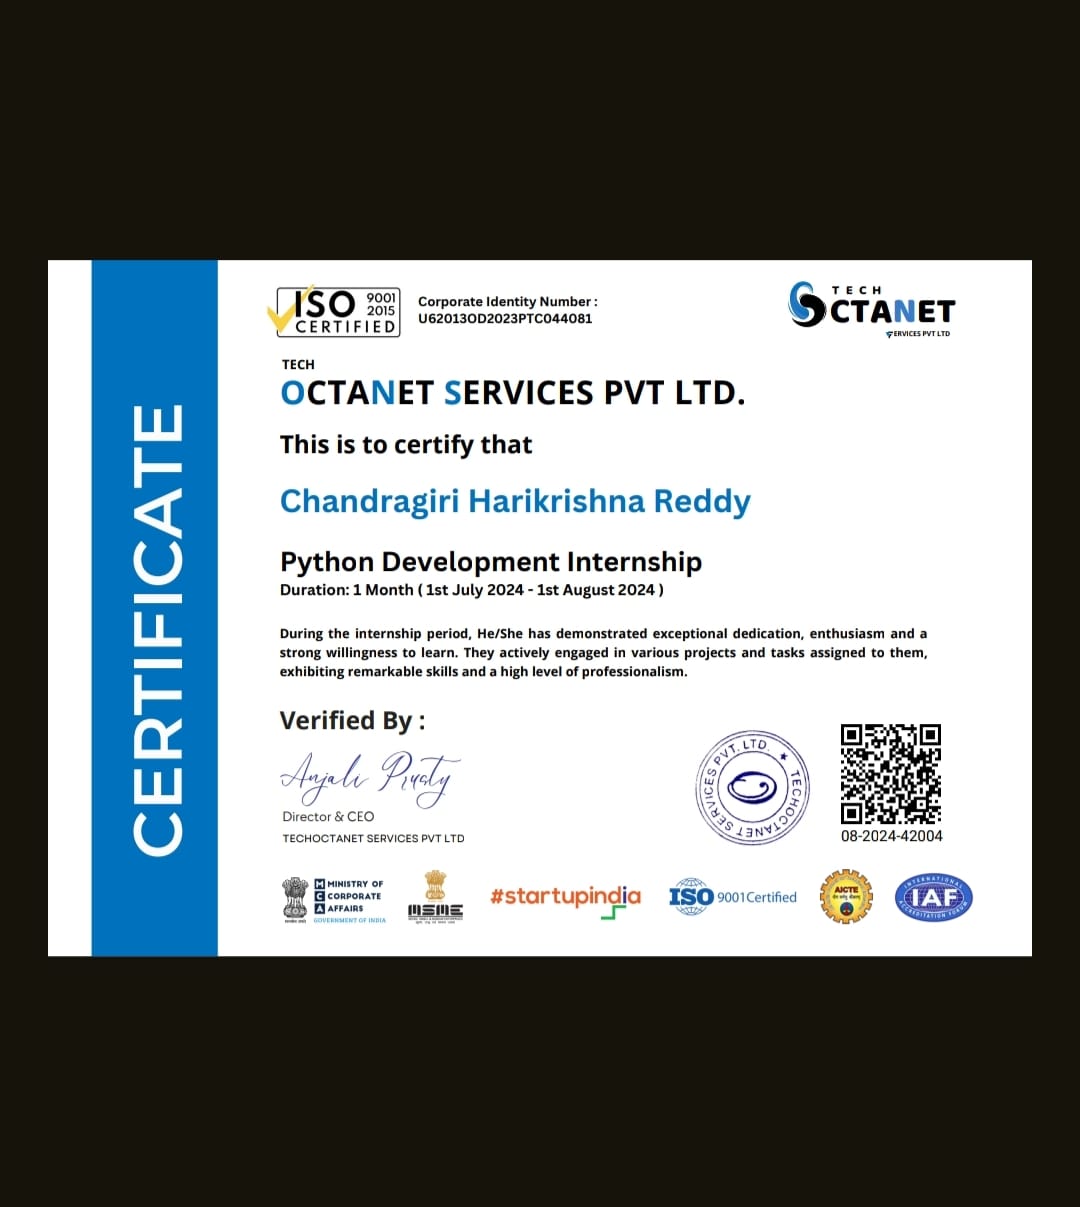 CERTIFICATE
ISO 9001
2015
CERTIFIED
Corporate Identity Number :
U62013OD2023PTC044081
TECH
OCTANET
SERVICES PVT LTD
TECH
OCTANET SERVICES PVT LTD.
This is to certify that
Chandragiri Harikrishna Reddy
Python Development Internship
Duration: 1 Month ( 1st July 2024 - 1st August 2024 )
During the internship period, He/She has demonstrated exceptional dedication, enthusiasm and a
strong willingness to learn. They actively engaged in various projects and tasks assigned to them,
exhibiting remarkable skills and a high level of professionalism.
Verified By :
Anjali Prusty
Director & CEO
TECHOCTANET SERVICES PVT LTD
TECHOCTANET SERVICES PVT. LTD.
08-2024-42004
MINISTRY OF
CORPORATE
AFFAIRS
GOVERNMENT OF INDIA
MSME
#startupindia
ISO 9001Certified
AICTE
INTERNATIONAL
IAF
ACCREDITATION FORUM